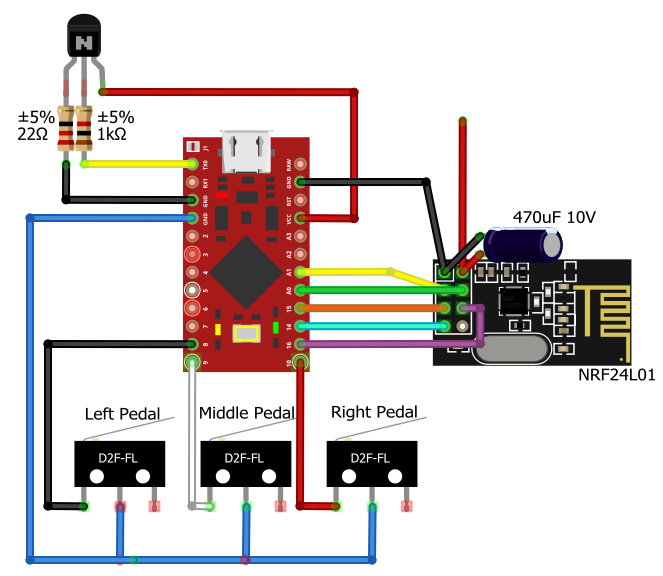 N
±5%
22Ω
±5%
1kΩ
J1
TX0
RX1
GND
GND
2
3
4
5
6
7
8
9
RAW
GND
RST
VCC
A3
A2
A1
A0
15
14
16
10
470uF 10V
NRF24L01
Left Pedal
Middle Pedal
Right Pedal
D2F-FL
D2F-FL
D2F-FL